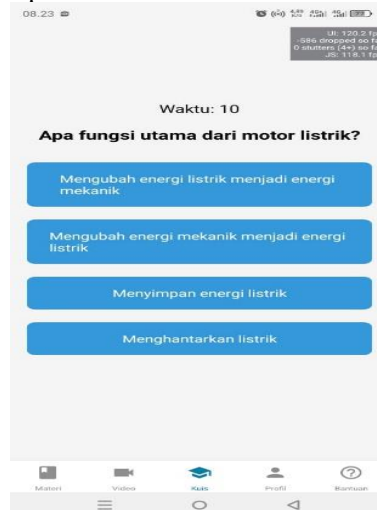 08.23
UI: 120.2 fp
-586 dropped so fa
0 stutters (4+) so fa
JS: 118.1 fp
Waktu: 10
Apa fungsi utama dari motor listrik?
Mengubah energi listrik menjadi energi
mekanik
Mengubah energi mekanik menjadi energi
listrik
Menyimpan energi listrik
Menghantarkan listrik
Materi Video Kuis Profil Bantuan